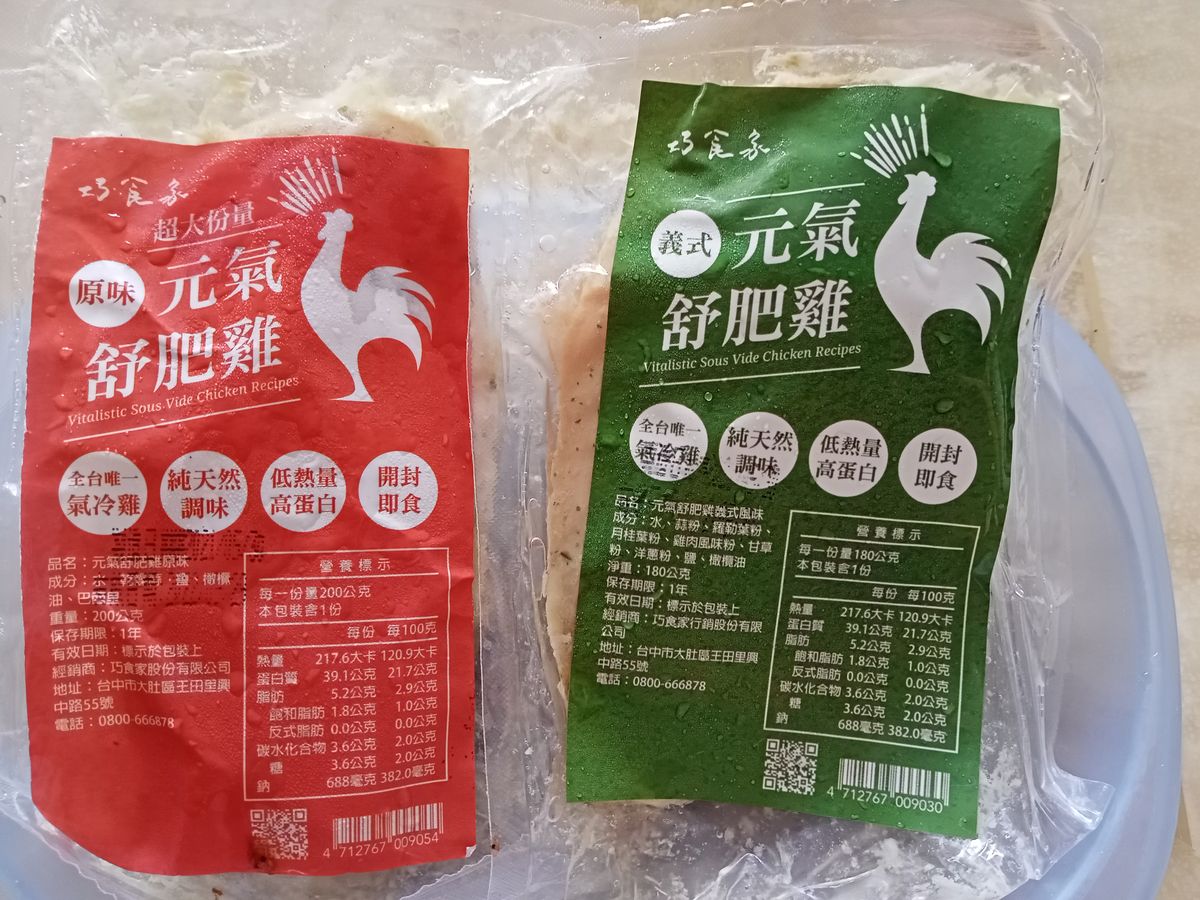 巧食家
超大份量
原味
元氣
舒肥雞
Vitalistic Sous Vide Chicken Recipes
全台唯一
氣冷雞
純天然
調味
低熱量
高蛋白
開封
即食
品名：元氣舒肥雞原味
成分：水、
鹽、橄欖
油、巴
重量：200公克
保存期限：1年
有效日期：標示於包裝上
經銷商：巧食家股份有限公司
地址：台中市大肚區王田里興
中路55號
電話：0800-666878
營養標示
每一份量200公克
本包裝含1份
每份 每100克
熱量 217.6大卡 120.9大卡
蛋白質 39.1公克 21.7公克
脂肪 5.2公克 2.9公克
飽和脂肪 1.8公克 1.0公克
反式脂肪 0.0公克 0.0公克
碳水化合物 3.6公克 2.0公克
糖 3.6公克 2.0公克
鈉 688毫克 382.0毫克
4 712767 009054
巧食家
義式
元氣
舒肥雞
Vitalistic Sous Vide Chicken Recipes
全台唯一
氣冷雞
純天然
調味
低熱量
高蛋白
開封
即食
品名：元氣舒肥雞義式風味
成分：水、蒜粉、羅勒葉粉、
月桂葉粉、雞肉風味粉、甘草
粉、洋蔥粉、鹽、橄欖油
淨重：180公克
保存期限：1年
有效日期：標示於包裝上
經銷商：巧食家行銷股份有限
公司
地址：台中市大肚區王田里興
中路55號
電話：0800-666878
營養標示
每一份量180公克
本包裝含1份
每份 每100克
熱量 217.6大卡 120.9大卡
蛋白質 39.1公克 21.7公克
脂肪 5.2公克 2.9公克
飽和脂肪 1.8公克 1.0公克
反式脂肪 0.0公克 0.0公克
碳水化合物 3.6公克 2.0公克
糖 3.6公克 2.0公克
鈉 688毫克 382.0毫克
4 712767 009030